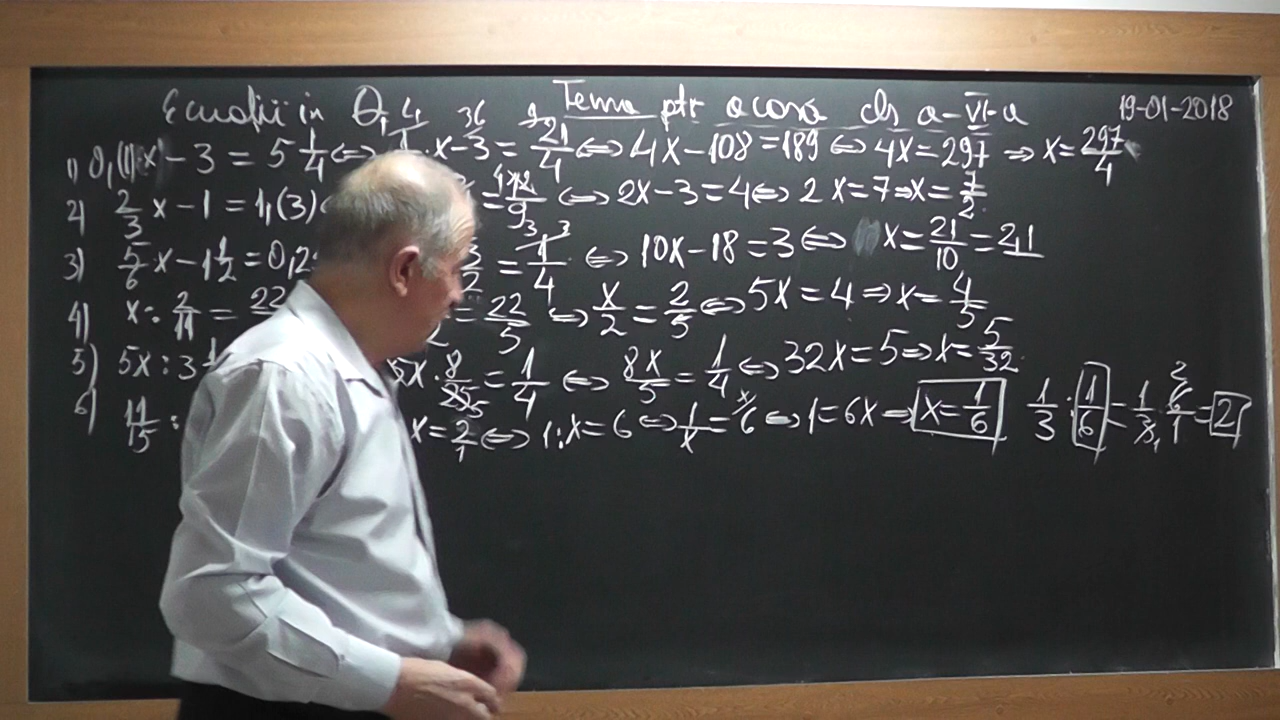 Ecuații în Q+ Tema ptr acasă cls a-VI-a 19-01-2018
1) 0,(1)x - 3 = 5 1/4 ⇔ x - 3 = 21/4 ⇔ 4x - 108 = 189 ⇔ 4x = 297 ⇒ x = 297/4
2) 2/3 x - 1 = 1,(3) = 4/9 ⇔ 2x - 3 = 4 ⇔ 2x = 7 ⇒ x = 7/2
3) 5/6 x - 1 1/2 = 0,2 = 1/4 ⇔ 10x - 18 = 3 ⇔ x = 21/10 = 2,1
4) x : 2/11 = 22 = 22/5 ⇔ x/2 = 2/5 ⇔ 5x = 4 ⇒ x = 4/5
5) 5x : 3 1 5x · 8/25 = 1/4 ⇔ 8x/5 = 1/4 ⇔ 32x = 5 ⇒ x = 5/32
6) 11/15 : x = 2/1 ⇔ 1 : x = 6 ⇔ 1/x = 6 ⇔ 1 = 6x ⇒ x = 1/6 1/3 : 1/6 = 1/3 · 6/1 = 2